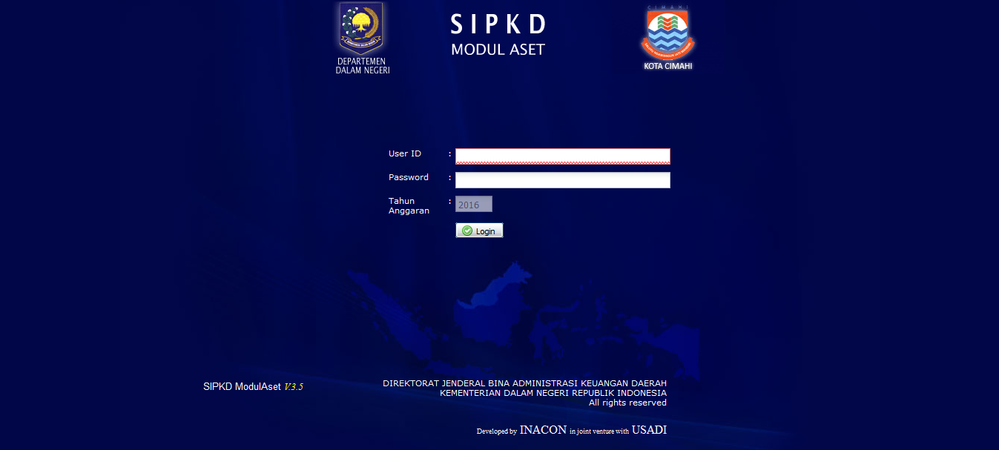 SIPKD
MODUL ASET
DEPARTEMEN
DALAM NEGERI
CIMAHI
KOTA CIMAHI
User ID :
Password :
Tahun :
Anggaran
2016
Login
SIPKD ModulAset V.3.5
DIREKTORAT JENDERAL BINA ADMINISTRASI KEUANGAN DAERAH
KEMENTERIAN DALAM NEGERI REPUBLIK INDONESIA
All rights reserved
Developed by INACON in joint venture with USADI